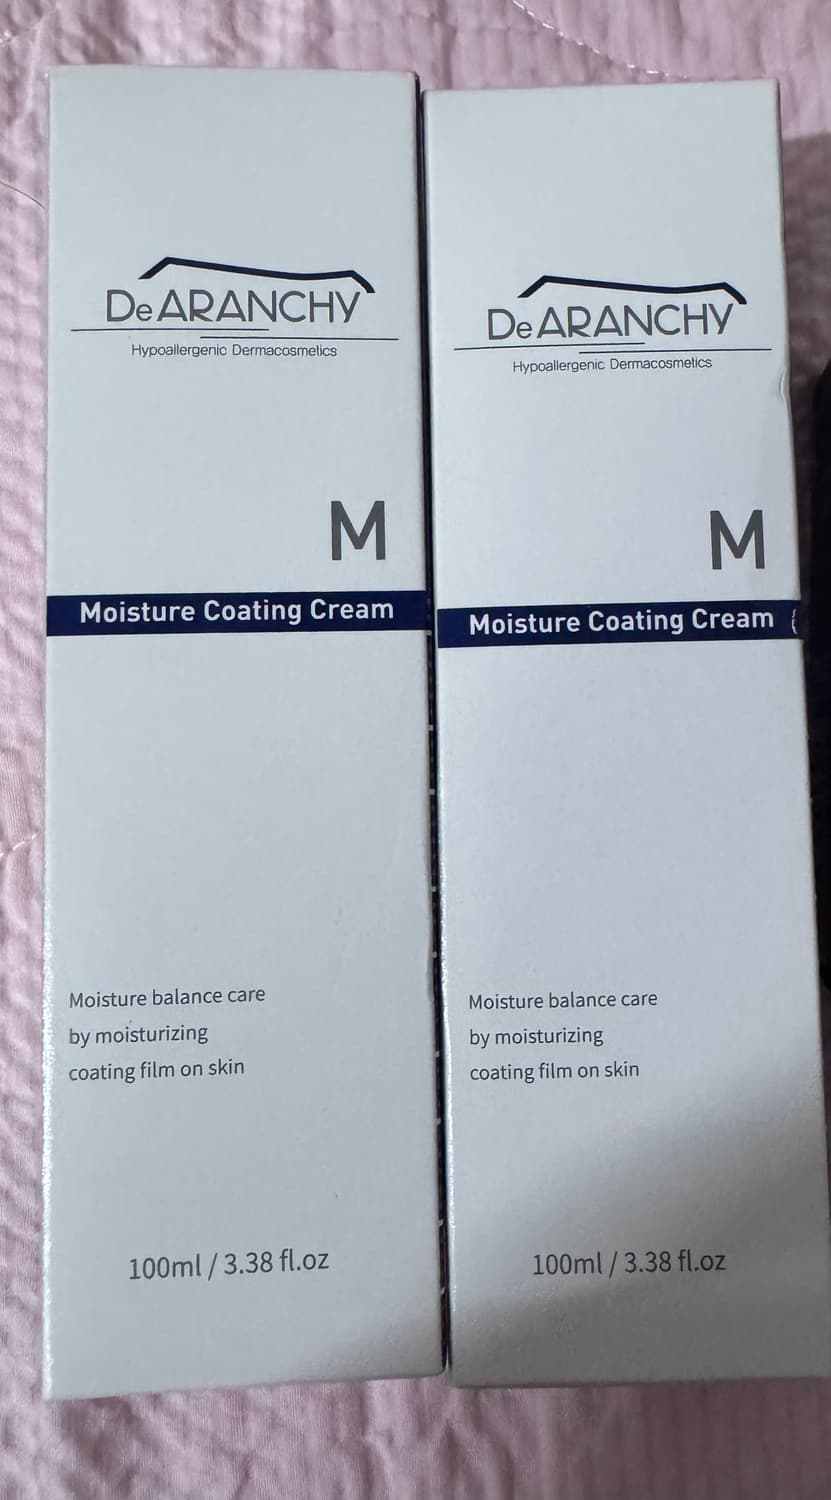 DeARANCHY
Hypoallergenic Dermacosmetics
M
Moisture Coating Cream
Moisture balance care
by moisturizing
coating film on skin
100ml / 3.38 fl.oz
DeARANCHY
Hypoallergenic Dermacosmetics
M
Moisture Coating Cream
Moisture balance care
by moisturizing
coating film on skin
100ml / 3.38 fl.oz